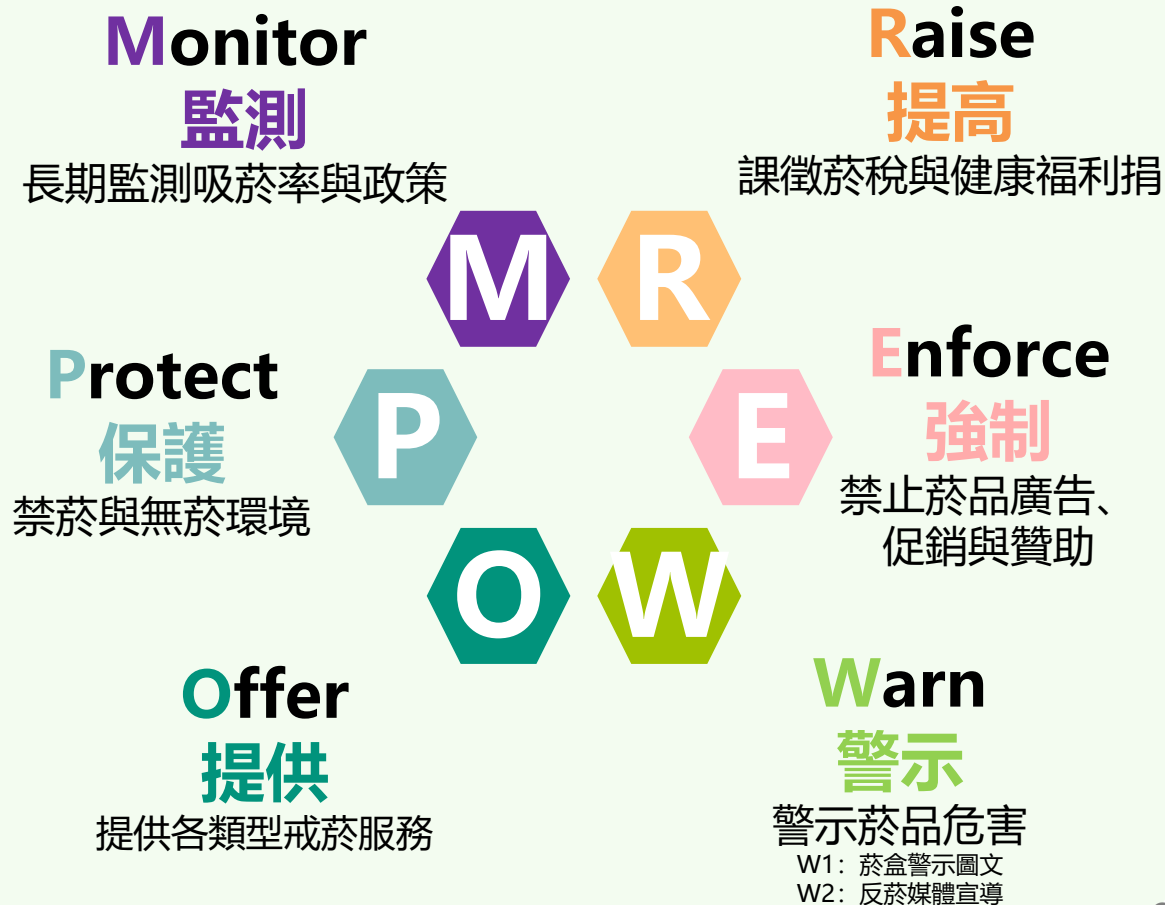 Monitor
監測
長期監測吸菸率與政策
Raise
提高
課徵菸稅與健康福利捐
M
R
Protect
保護
禁菸與無菸環境
P
E
Enforce
強制
禁止菸品廣告、
促銷與贊助
O
W
Offer
提供
提供各類型戒菸服務
Warn
警示
警示菸品危害
W1：菸盒警示圖文
W2：反菸媒體宣導